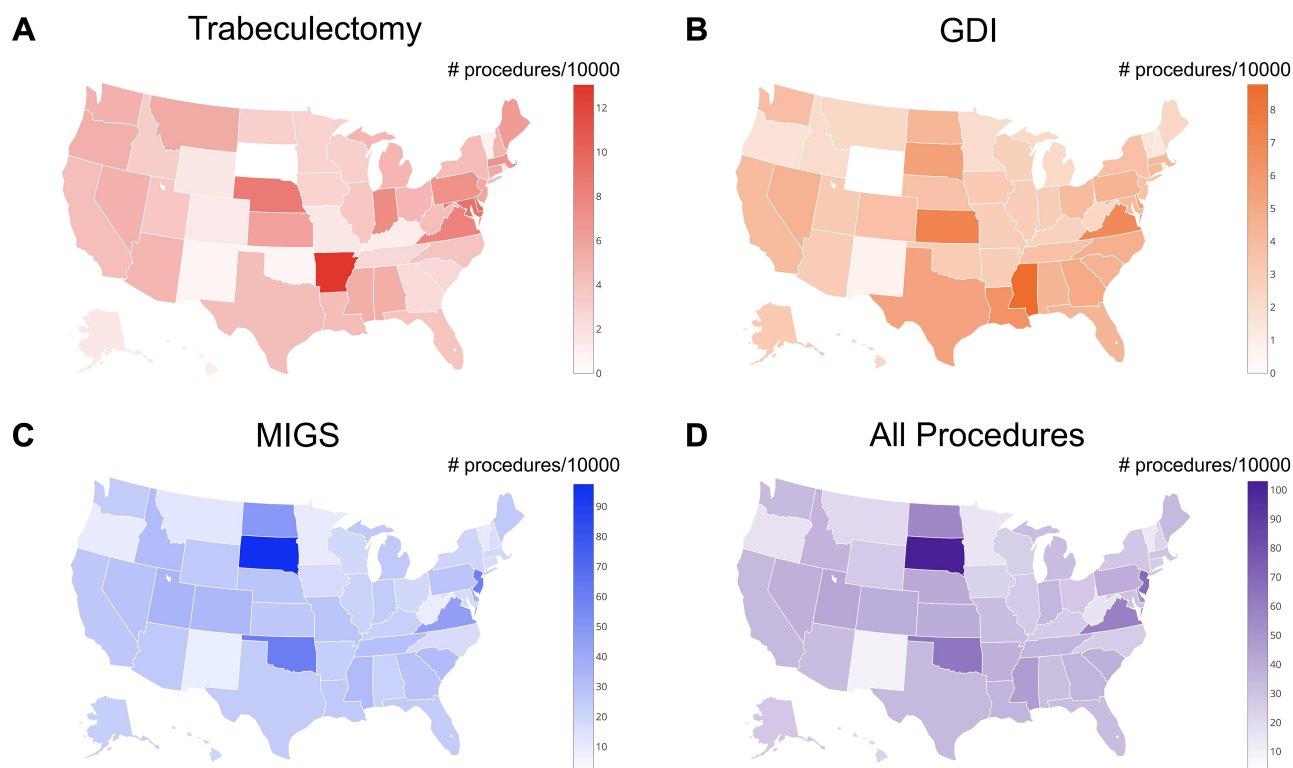 A
Trabeculectomy
# procedures/10000
12
10
8
6
4
2
0
B
GDI
# procedures/10000
8
7
6
5
4
3
2
1
0
C
MIGS
# procedures/10000
90
80
70
60
50
40
30
20
10
D
All Procedures
# procedures/10000
100
90
80
70
60
50
40
30
20
10